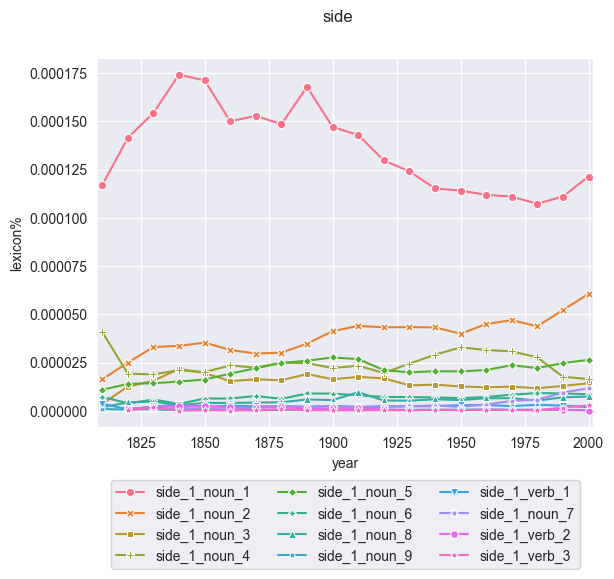 side
0.000175
0.000150
0.000125
0.000100
0.000075
0.000050
0.000025
0.000000
lexicon%
1825 1850 1875 1900 1925 1950 1975 2000
year
side_1_noun_1 side_1_noun_5 side_1_verb_1
side_1_noun_2 side_1_noun_6 side_1_noun_7
side_1_noun_3 side_1_noun_8 side_1_verb_2
side_1_noun_4 side_1_noun_9 side_1_verb_3